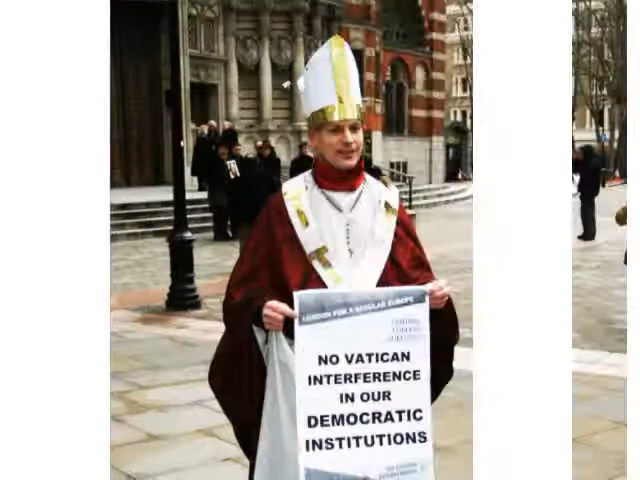 LONDON FOR A SECULAR EUROPE
NO VATICAN
INTERFERENCE
IN OUR
DEMOCRATIC
INSTITUTIONS